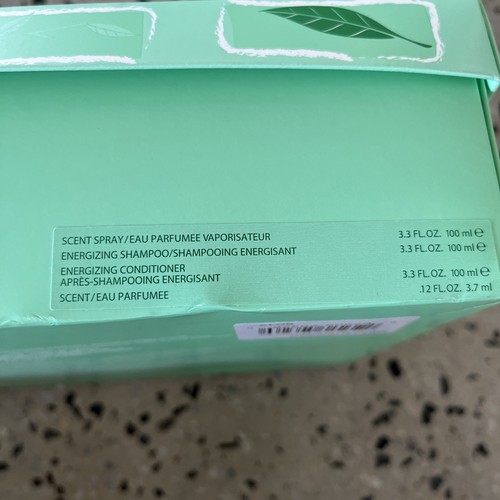 SCENT SPRAY/EAU PARFUMEE VAPORISATEUR 3.3 FL.OZ. 100 ml ℮
ENERGIZING SHAMPOO/SHAMPOOING ENERGISANT 3.3 FL.OZ. 100 ml ℮
ENERGIZING CONDITIONER
APRÈS-SHAMPOOING ENERGISANT 3.3 FL.OZ. 100 ml ℮
SCENT/EAU PARFUMEE .12 FL.OZ. 3.7 ml